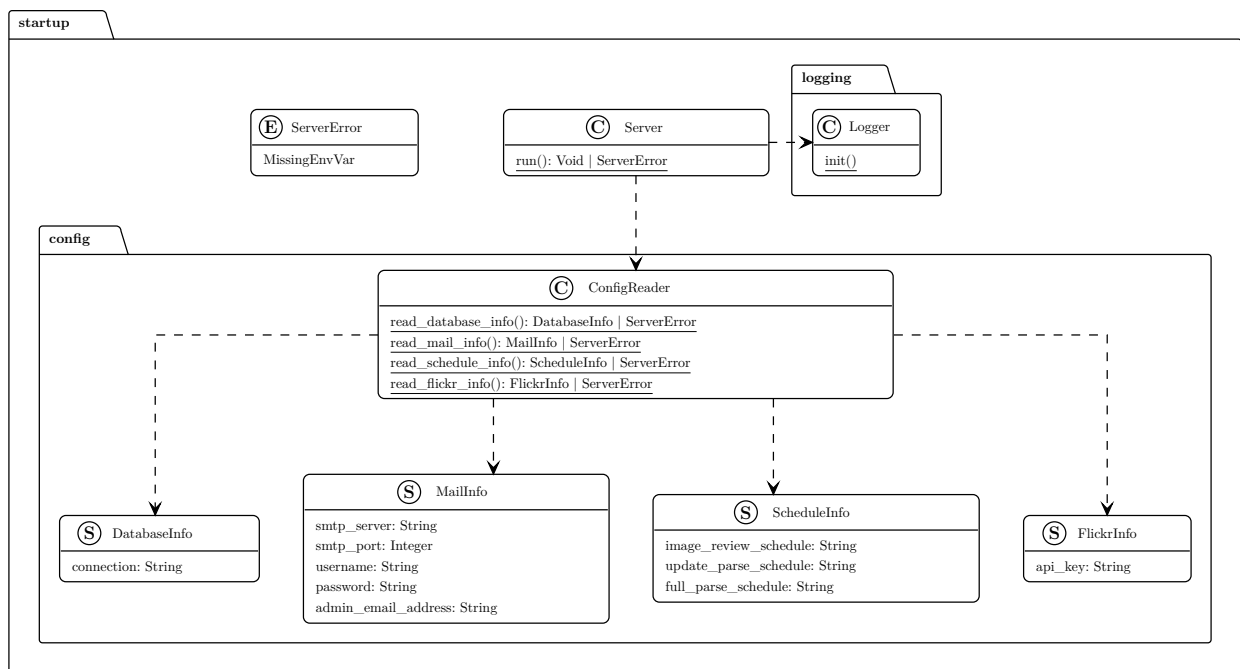 startup
logging
E ServerError
MissingEnvVar
C Server
run(): Void | ServerError
C Logger
init()
config
C ConfigReader
read_database_info(): DatabaseInfo | ServerError
read_mail_info(): MailInfo | ServerError
read_schedule_info(): ScheduleInfo | ServerError
read_flickr_info(): FlickrInfo | ServerError
S DatabaseInfo
connection: String
S MailInfo
smtp_server: String
smtp_port: Integer
username: String
password: String
admin_email_address: String
S ScheduleInfo
image_review_schedule: String
update_parse_schedule: String
full_parse_schedule: String
S FlickrInfo
api_key: String